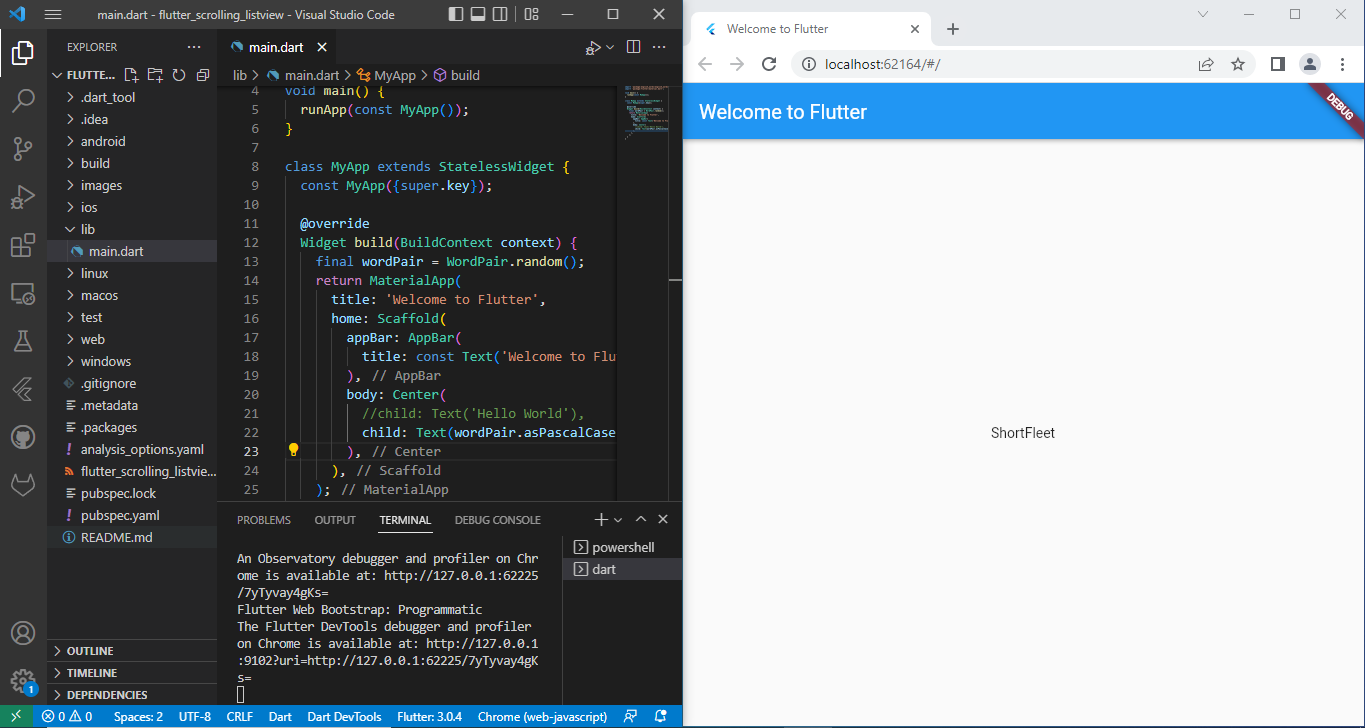 main.dart - flutter_scrolling_listview - Visual Studio Code
EXPLORER
FLUTTE...
.dart_tool
.idea
android
build
images
ios
lib
main.dart
linux
macos
test
web
windows
.gitignore
.metadata
.packages
! analysis_options.yaml
flutter_scrolling_listvie...
pubspec.lock
! pubspec.yaml
README.md
OUTLINE
TIMELINE
DEPENDENCIES
1
main.dart
lib > main.dart > MyApp > build
4 void main() {
5 runApp(const MyApp());
6 }
7
8 class MyApp extends StatelessWidget {
9 const MyApp({super.key});
10
11 @override
12 Widget build(BuildContext context) {
13 final wordPair = WordPair.random();
14 return MaterialApp(
15 title: 'Welcome to Flutter',
16 home: Scaffold(
17 appBar: AppBar(
18 title: const Text('Welcome to Flu
19 ), // AppBar
20 body: Center(
21 //child: Text('Hello World'),
22 child: Text(wordPair.asPascalCase
23 ), // Center
24 ), // Scaffold
25 ); // MaterialApp
PROBLEMS OUTPUT TERMINAL DEBUG CONSOLE
An Observatory debugger and profiler on Chr
ome is available at: http://127.0.0.1:62225
/7yTyvay4gKs=
Flutter Web Bootstrap: Programmatic
The Flutter DevTools debugger and profiler
on Chrome is available at: http://127.0.0.1
:9102?uri=http://127.0.0.1:62225/7yTyvay4gK
s=
powershell
dart
0 0 Spaces: 2 UTF-8 CRLF Dart Dart DevTools Flutter: 3.0.4 Chrome (web-javascript)
Welcome to Flutter
localhost:62164/#/
Welcome to Flutter
DEBUG
ShortFleet